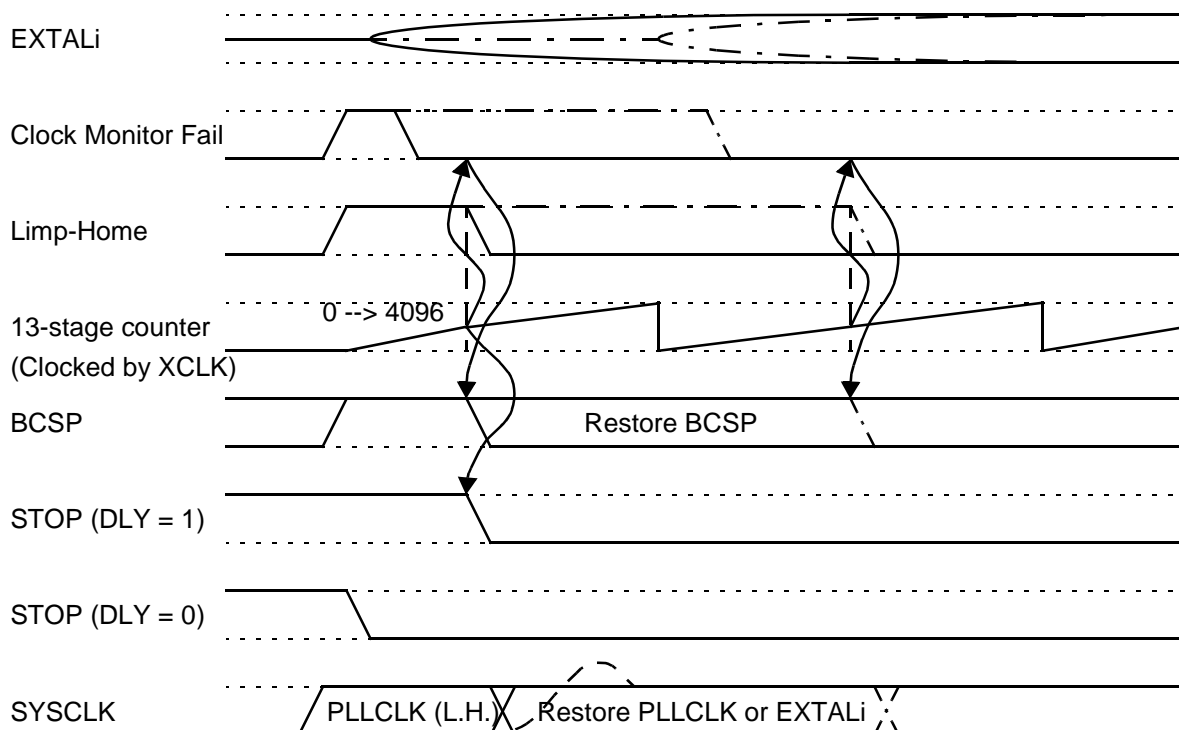 EXTALi
Clock Monitor Fail
Limp-Home
0 --> 4096
13-stage counter
(Clocked by XCLK)
BCSP
Restore BCSP
STOP (DLY = 1)
STOP (DLY = 0)
SYSCLK
PLLCLK (L.H.)
Restore PLLCLK or EXTALi